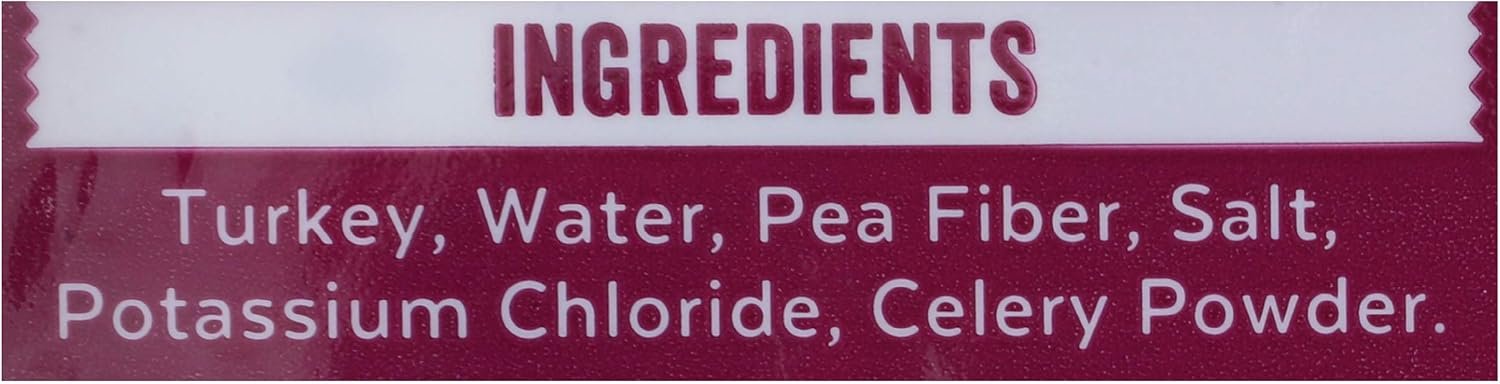 INGREDIENTS
Turkey, Water, Pea Fiber, Salt,
Potassium Chloride, Celery Powder.